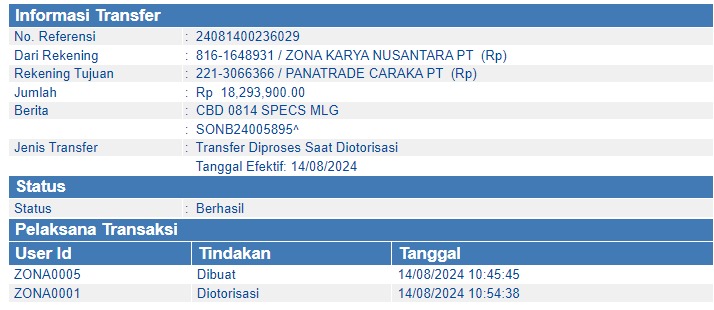 Informasi Transfer
No. Referensi : 24081400236029
Dari Rekening : 816-1648931 / ZONA KARYA NUSANTARA PT (Rp)
Rekening Tujuan : 221-3066366 / PANATRADE CARAKA PT (Rp)
Jumlah : Rp 18,293,900.00
Berita : CBD 0814 SPECS MLG
: SONB24005895^
Jenis Transfer : Transfer Diproses Saat Diotorisasi
Tanggal Efektif: 14/08/2024
Status
Status : Berhasil
Pelaksana Transaksi
User Id Tindakan Tanggal
ZONA0005 Dibuat 14/08/2024 10:45:45
ZONA0001 Diotorisasi 14/08/2024 10:54:38